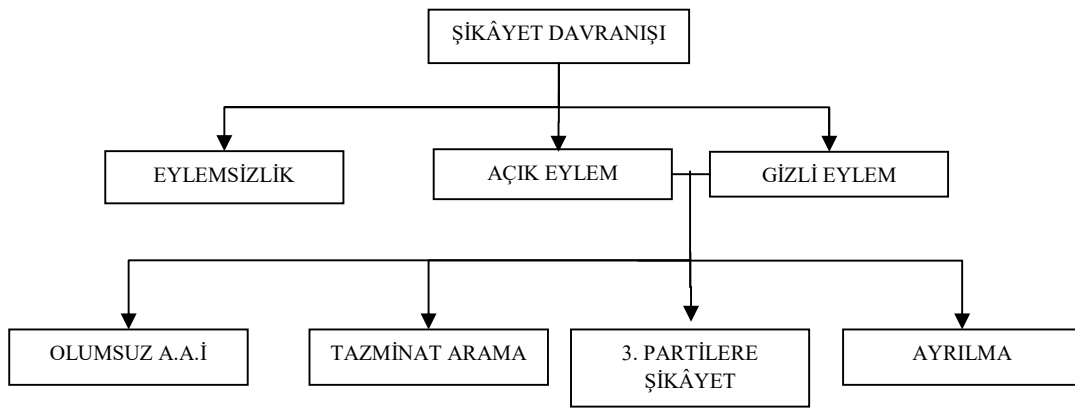 ŞİKÂYET DAVRANIŞI
EYLEMSİZLİK
AÇIK EYLEM
GİZLİ EYLEM
OLUMSUZ A.A.İ
TAZMİNAT ARAMA
3. PARTİLERE
ŞİKÂYET
AYRILMA